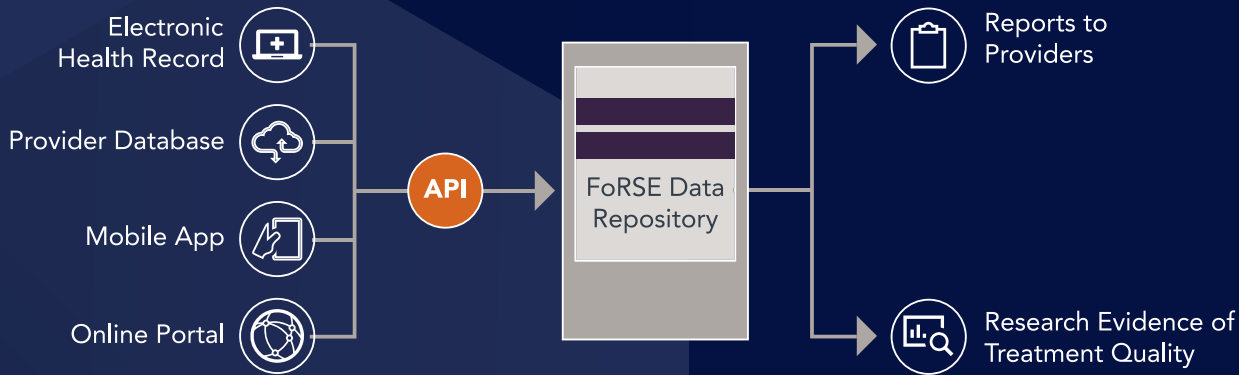 Electronic
Health Record
Provider Database
Mobile App
Online Portal
API
FoRSE Data
Repository
Reports to
Providers
Research Evidence of
Treatment Quality